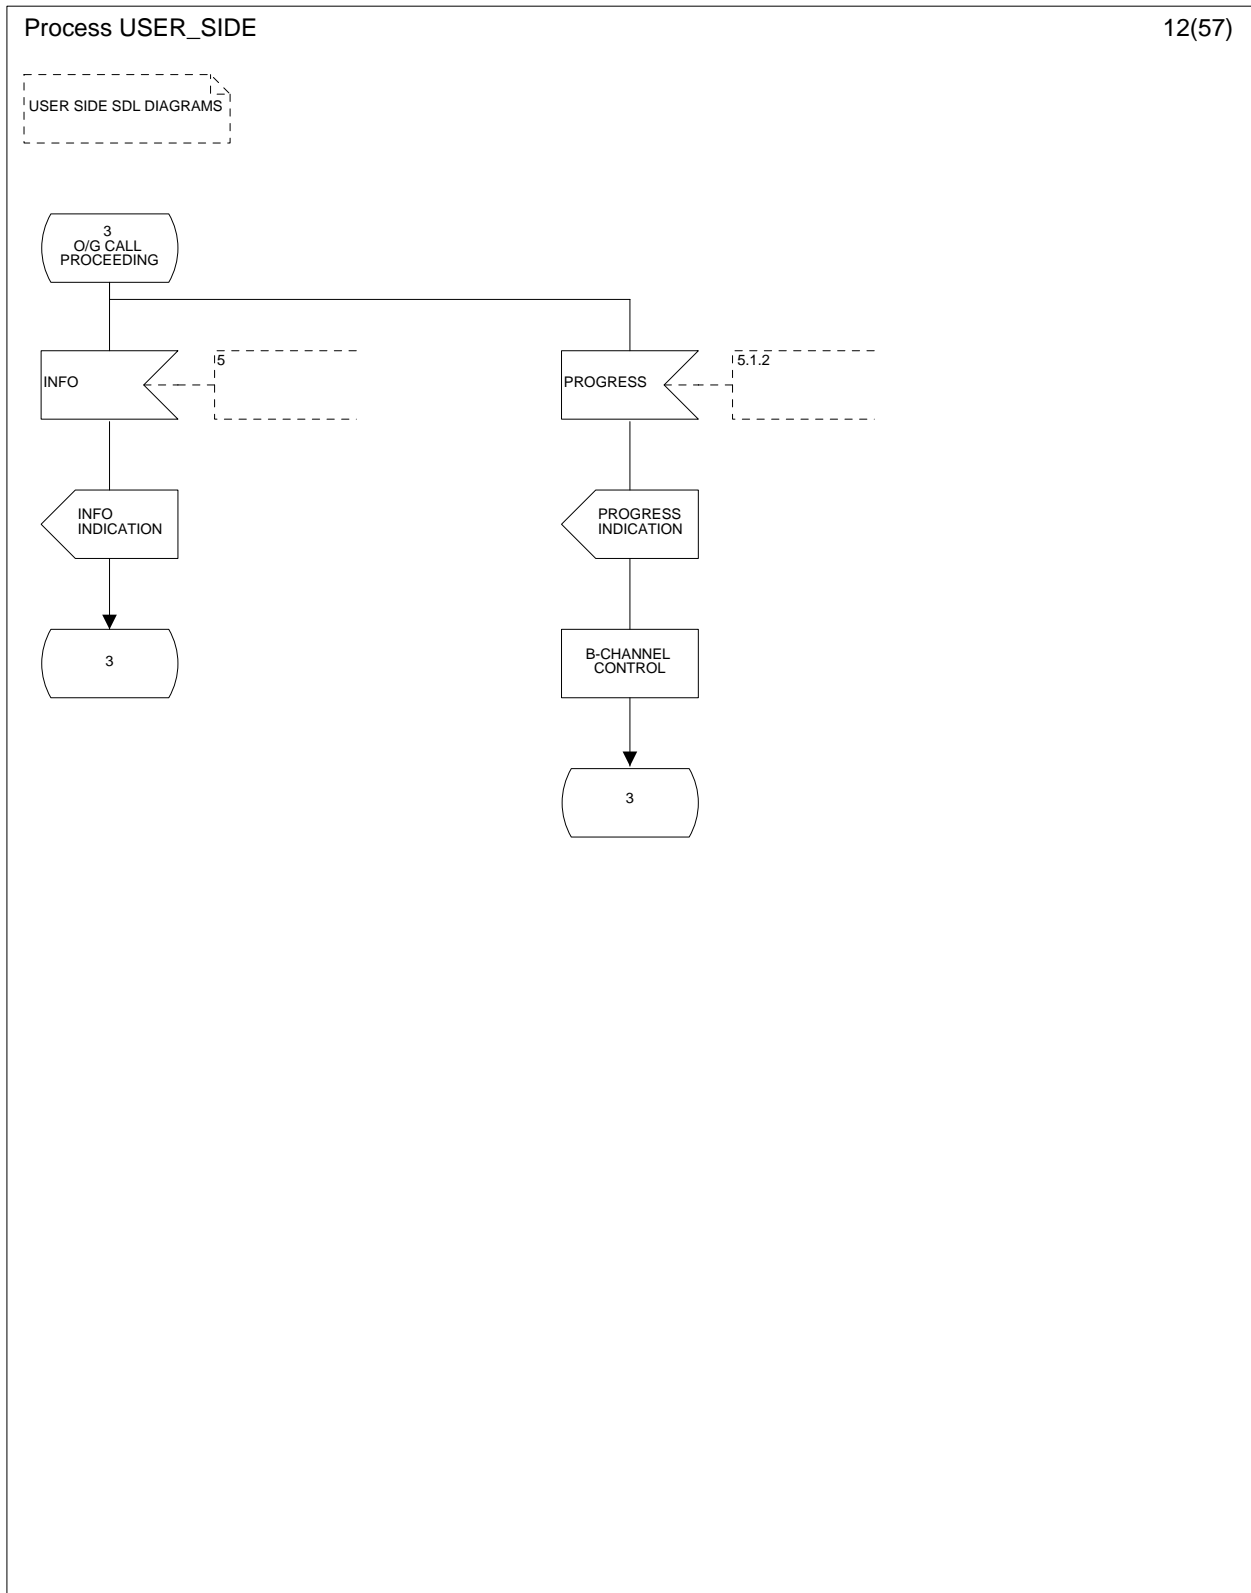 Process USER_SIDE
12(57)
USER SIDE SDL DIAGRAMS
3
O/G CALL
PROCEEDING
INFO
5
PROGRESS
5.1.2
INFO
INDICATION
PROGRESS
INDICATION
3
B-CHANNEL
CONTROL
3